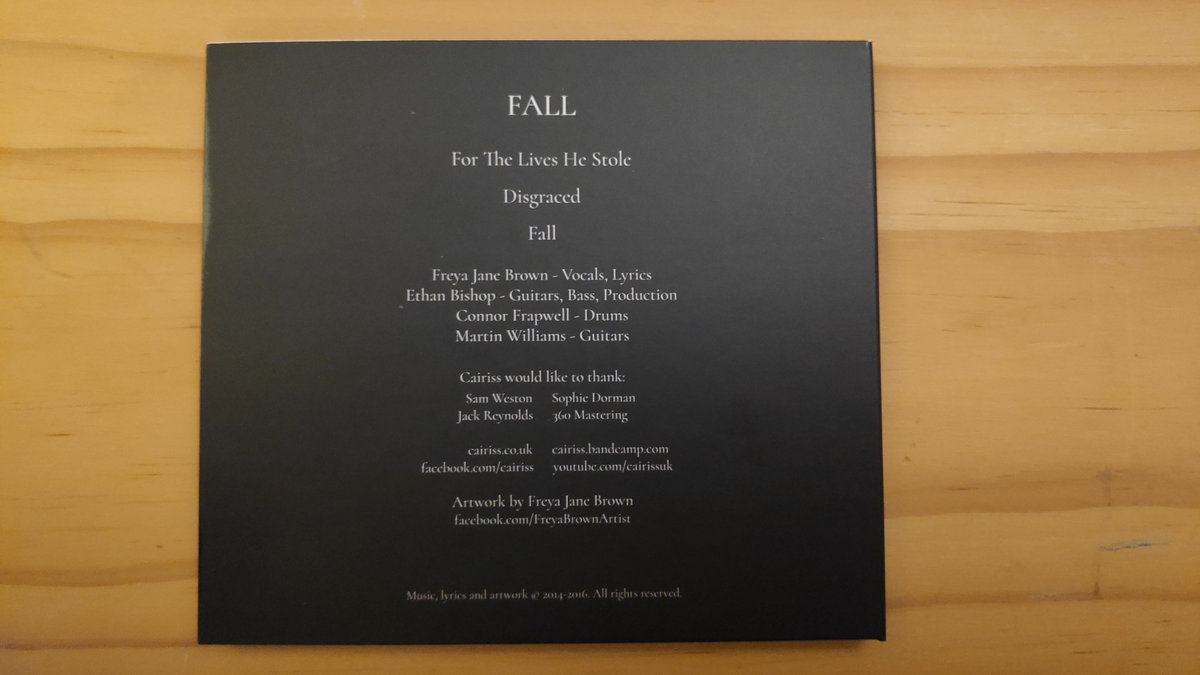 FALL
For The Lives He Stole
Disgraced
Fall
Freya Jane Brown - Vocals, Lyrics
Ethan Bishop - Guitars, Bass, Production
Connor Frapwell - Drums
Martin Williams - Guitars
Cairiss would like to thank:
Sam Weston Sophie Dorman
Jack Reynolds 360 Mastering
cairiss.co.uk cairiss.bandcamp.com
facebook.com/cairiss youtube.com/cairissuk
Artwork by Freya Jane Brown
facebook.com/FreyaBrownArtist
Music, lyrics and artwork © 2014-2016. All rights reserved.